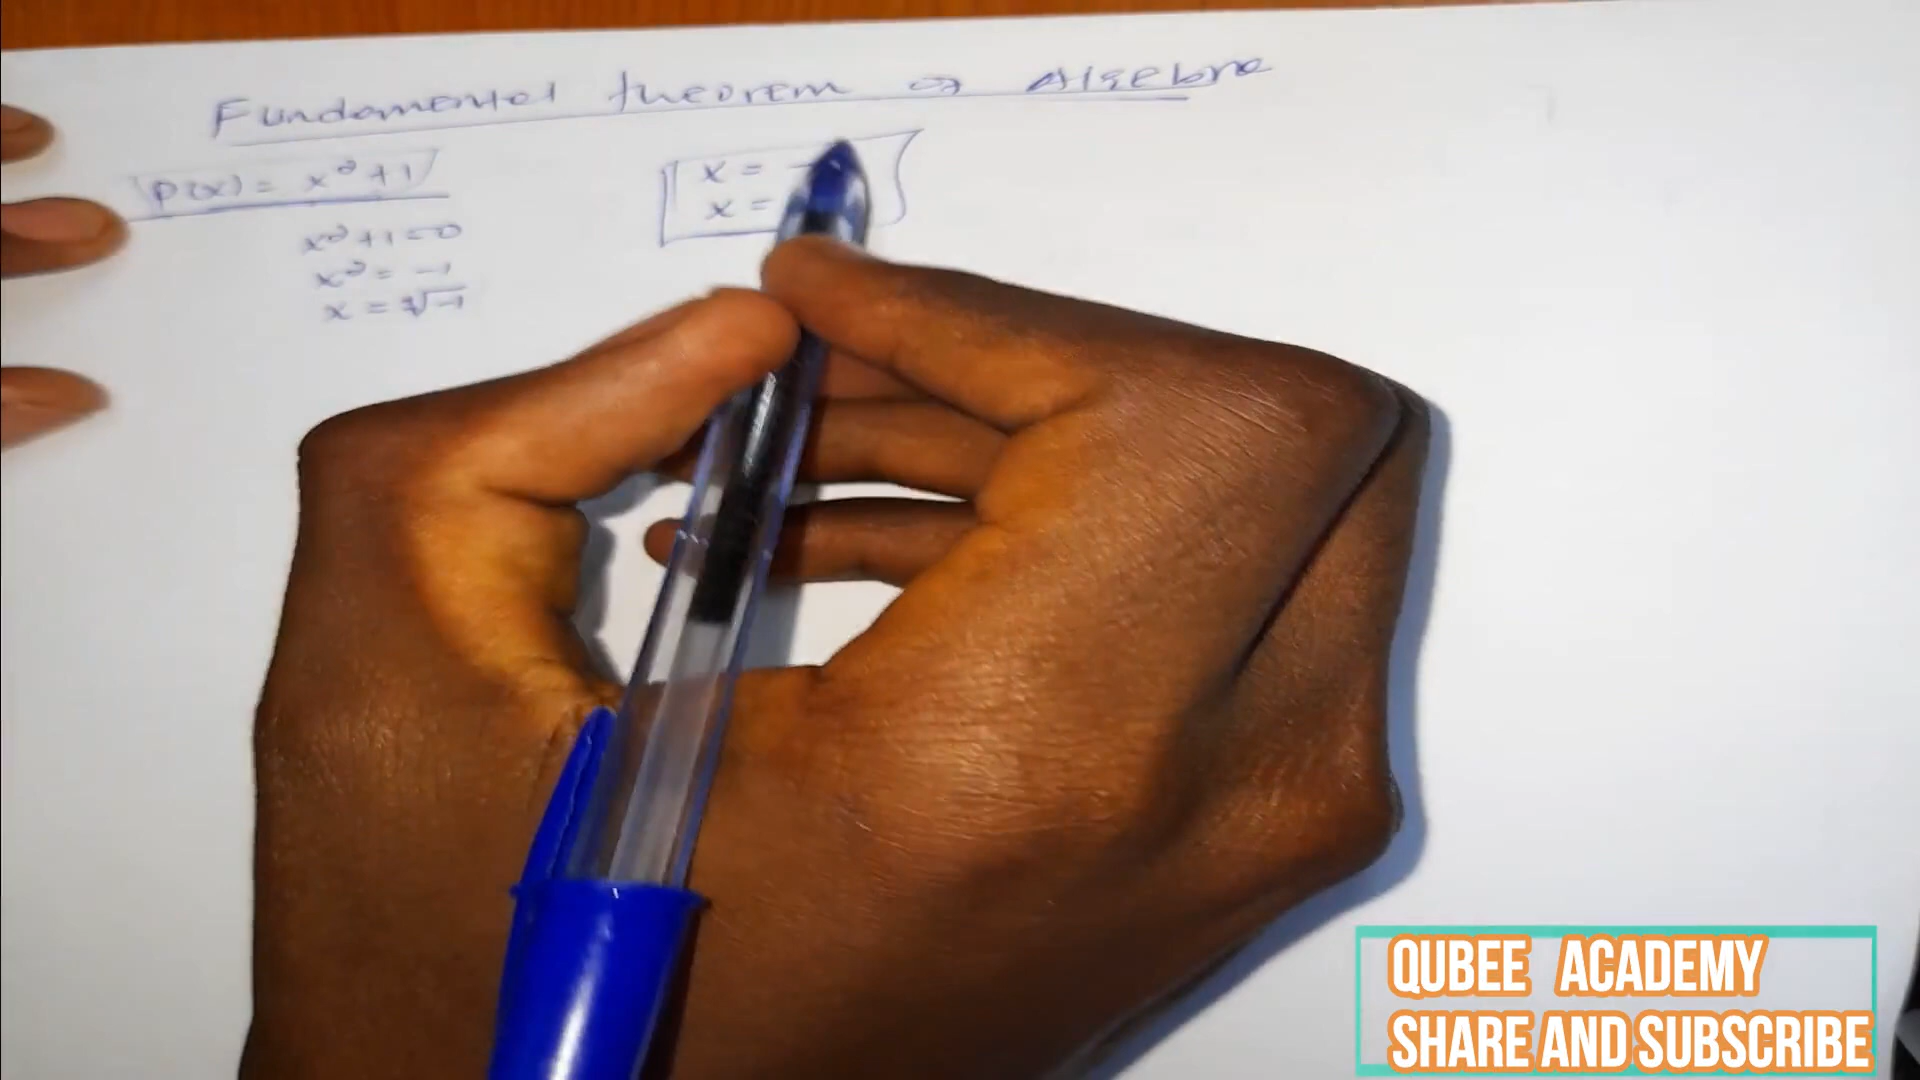 Fundamental theorem of Algebra
P(x) = x²+1
x²+1=0
x² = -1
x = ±√-1
x = -
x =
QUBEE ACADEMY
SHARE AND SUBSCRIBE